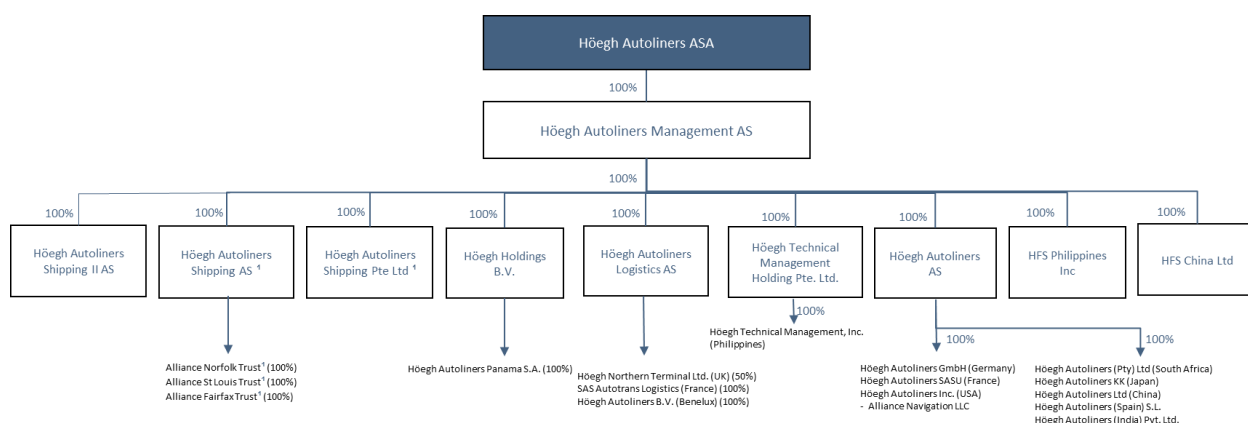 Höegh Autoliners ASA
100%
Höegh Autoliners Management AS
100%
100%
100%
100%
100%
100%
100%
100%
100%
100%
Höegh Autoliners
Shipping II AS
Höegh Autoliners
Shipping AS ¹
Höegh Autoliners
Shipping Pte Ltd ¹
Höegh Holdings
B.V.
Höegh Autoliners
Logistics AS
Höegh Technical
Management
Holding Pte. Ltd.
Höegh Autoliners
AS
HFS Philippines
Inc
HFS China Ltd
100%
Höegh Technical Management, Inc.
(Philippines)
100%
100%
Alliance Norfolk Trust¹ (100%)
Alliance St Louis Trust¹ (100%)
Alliance Fairfax Trust¹ (100%)
Höegh Autoliners Panama S.A. (100%)
Höegh Northern Terminal Ltd. (UK) (50%)
SAS Autotrans Logistics (France) (100%)
Höegh Autoliners B.V. (Benelux) (100%)
Höegh Autoliners GmbH (Germany)
Höegh Autoliners SASU (France)
Höegh Autoliners Inc. (USA)
- Alliance Navigation LLC
Höegh Autoliners (Pty) Ltd (South Africa)
Höegh Autoliners KK (Japan)
Höegh Autoliners Ltd (China)
Höegh Autoliners (Spain) S.L.
Höegh Autoliners (India) Pvt. Ltd.